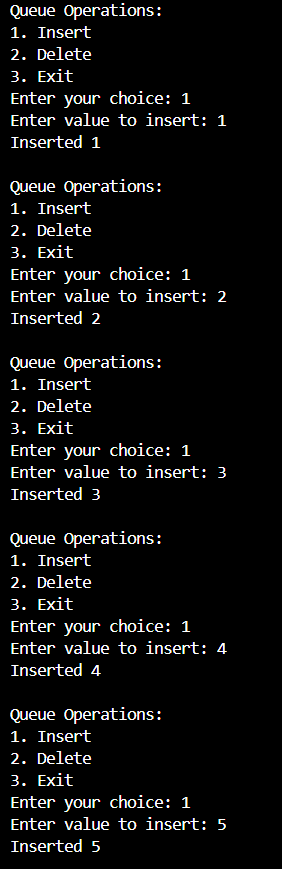 Queue Operations:
1. Insert
2. Delete
3. Exit
Enter your choice: 1
Enter value to insert: 1
Inserted 1

Queue Operations:
1. Insert
2. Delete
3. Exit
Enter your choice: 1
Enter value to insert: 2
Inserted 2

Queue Operations:
1. Insert
2. Delete
3. Exit
Enter your choice: 1
Enter value to insert: 3
Inserted 3

Queue Operations:
1. Insert
2. Delete
3. Exit
Enter your choice: 1
Enter value to insert: 4
Inserted 4

Queue Operations:
1. Insert
2. Delete
3. Exit
Enter your choice: 1
Enter value to insert: 5
Inserted 5